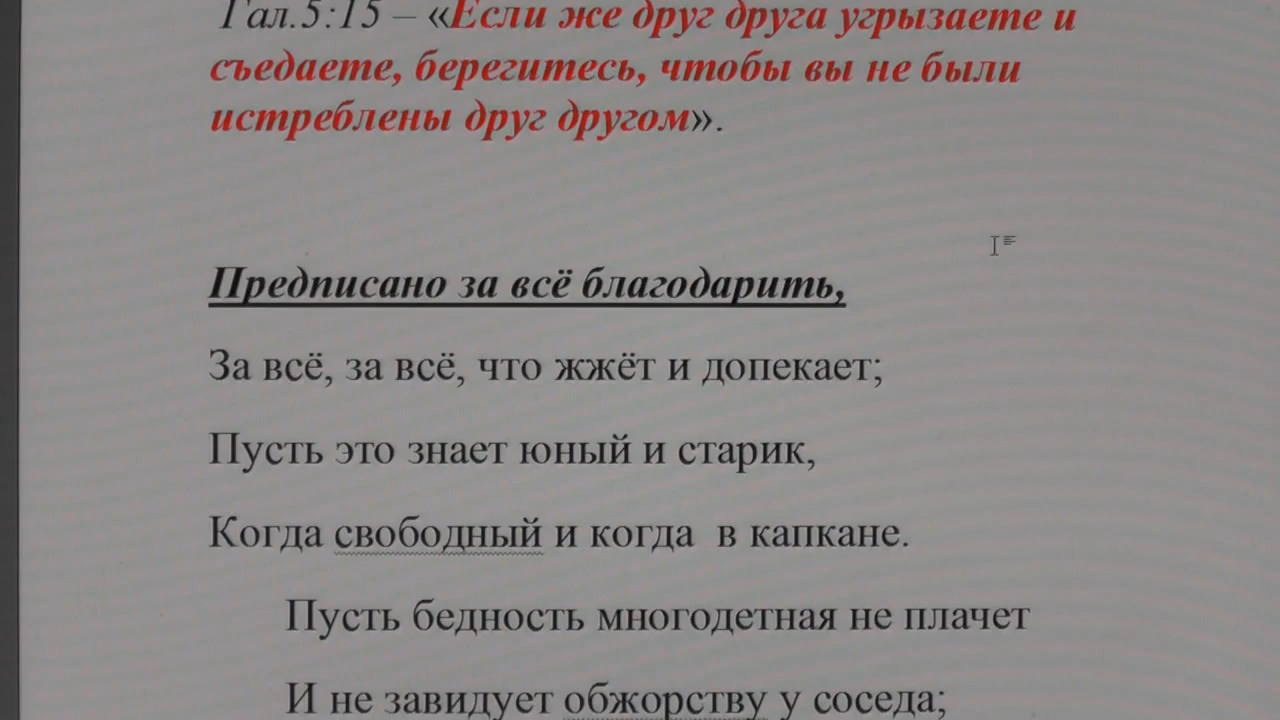 Гал.5:15 – «Если же друг друга угрызаете и
съедаете, берегитесь, чтобы вы не были
истреблены друг другом».
Предписано за всё благодарить,
За всё, за всё, что жжёт и допекает;
Пусть это знает юный и старик,
Когда свободный и когда  в капкане.
Пусть бедность многодетная не плачет
И не завидует обжорству у соседа;